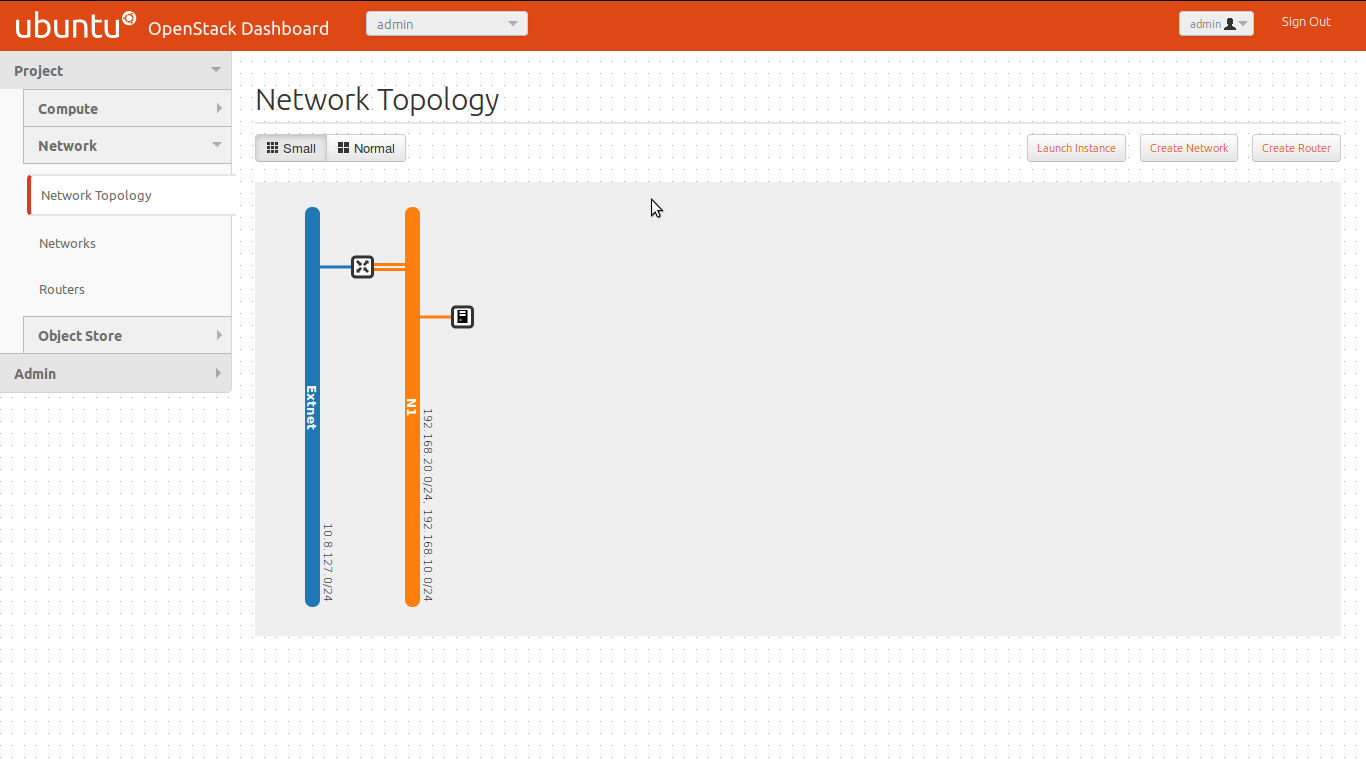 ubuntu OpenStack Dashboard admin admin Sign Out
Project
Compute
Network
Network Topology
Networks
Routers
Object Store
Admin
Network Topology
Small Normal Launch Instance Create Network Create Router
Extnet
10.8.127.0/24
N1
192.168.20.0/24, 192.168.10.0/24